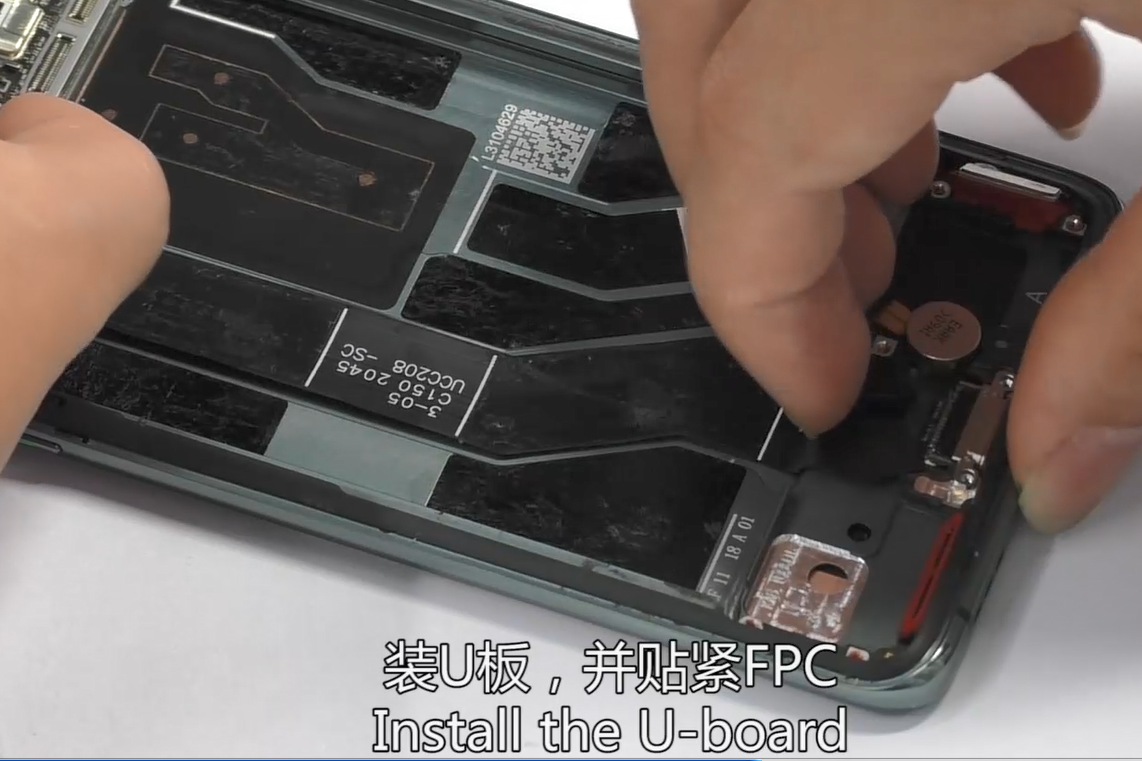 L3104629
3-05
C150 2045
UCC208 -SC
F 11 18 A 01
A
装U板，并贴紧FPC
Install the U-board